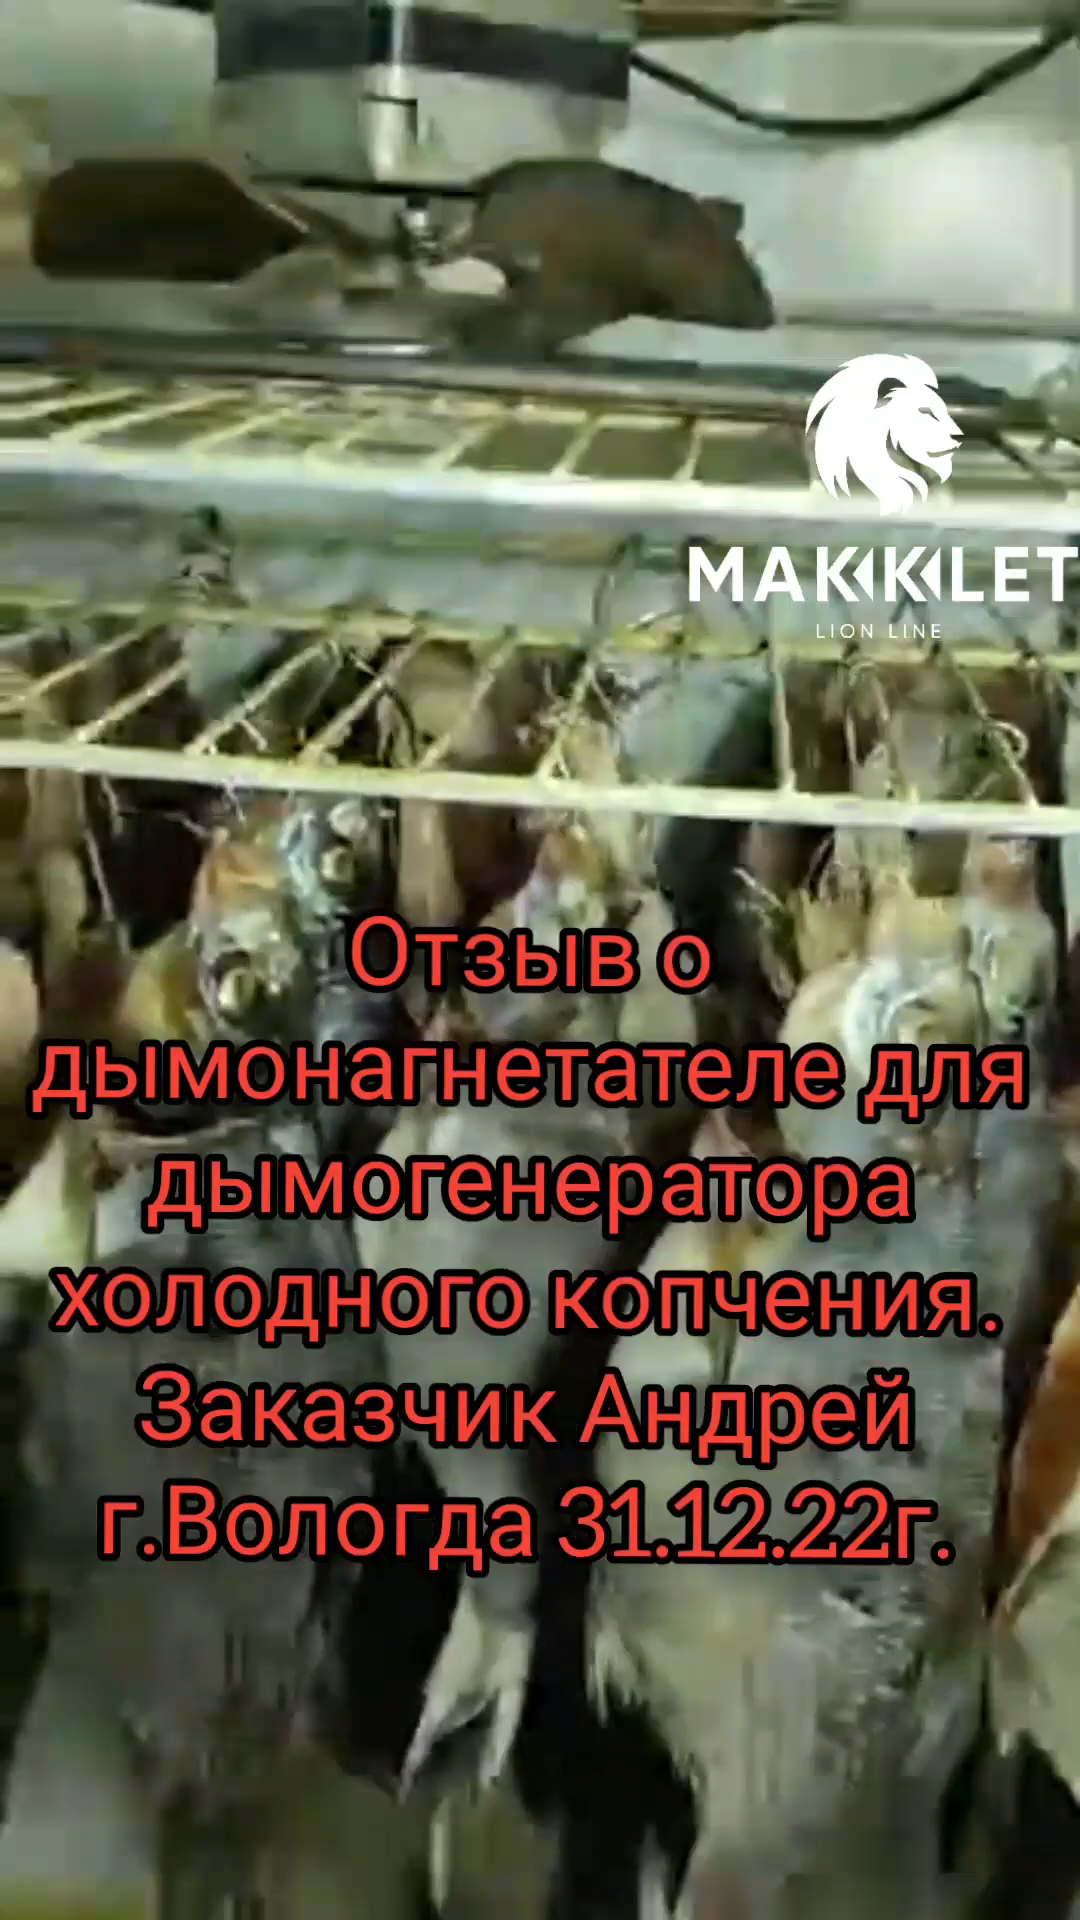 MAKKLET
LION LINE
Отзыв о
дымонагнетателе для
дымогенератора
холодного копчения.
Заказчик Андрей
г.Вологда 31.12.22г.